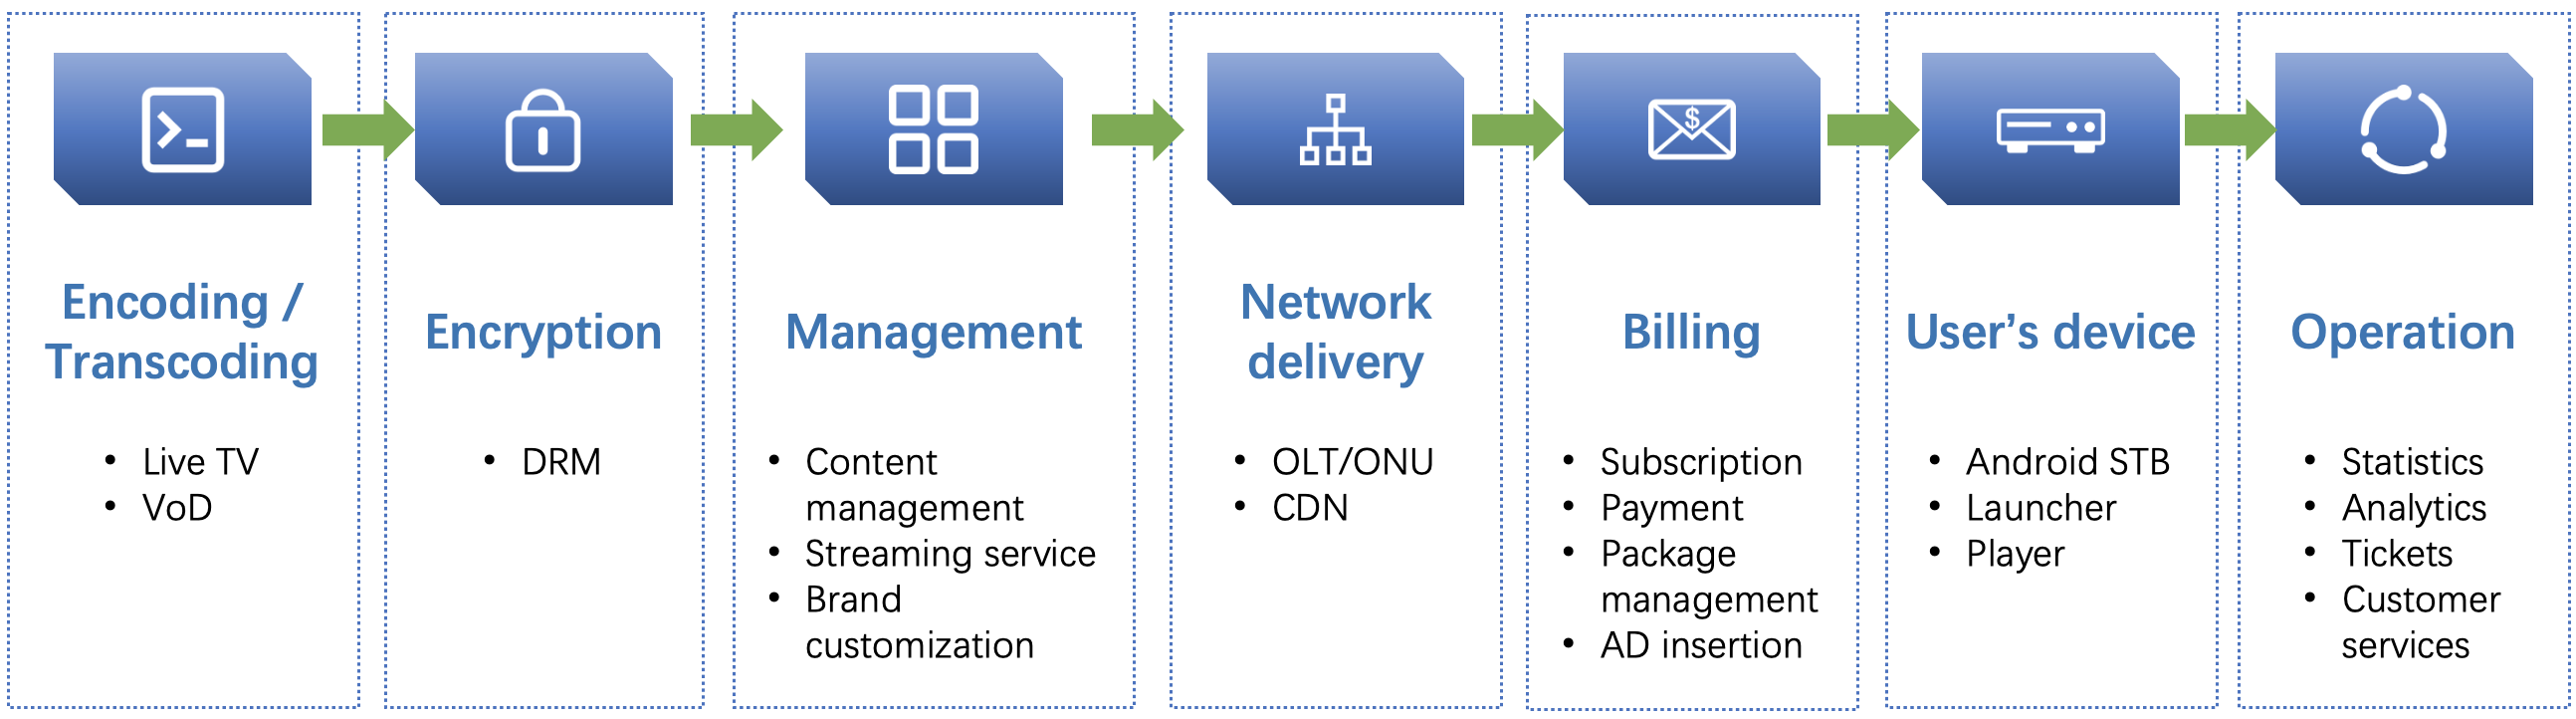 $
Encoding /
Transcoding
• Live TV
• VoD
Encryption
• DRM
Management
• Content
management
• Streaming service
• Brand
customization
Network
delivery
• OLT/ONU
• CDN
Billing
• Subscription
• Payment
• Package
management
• AD insertion
User’s device
• Android STB
• Launcher
• Player
Operation
• Statistics
• Analytics
• Tickets
• Customer
services